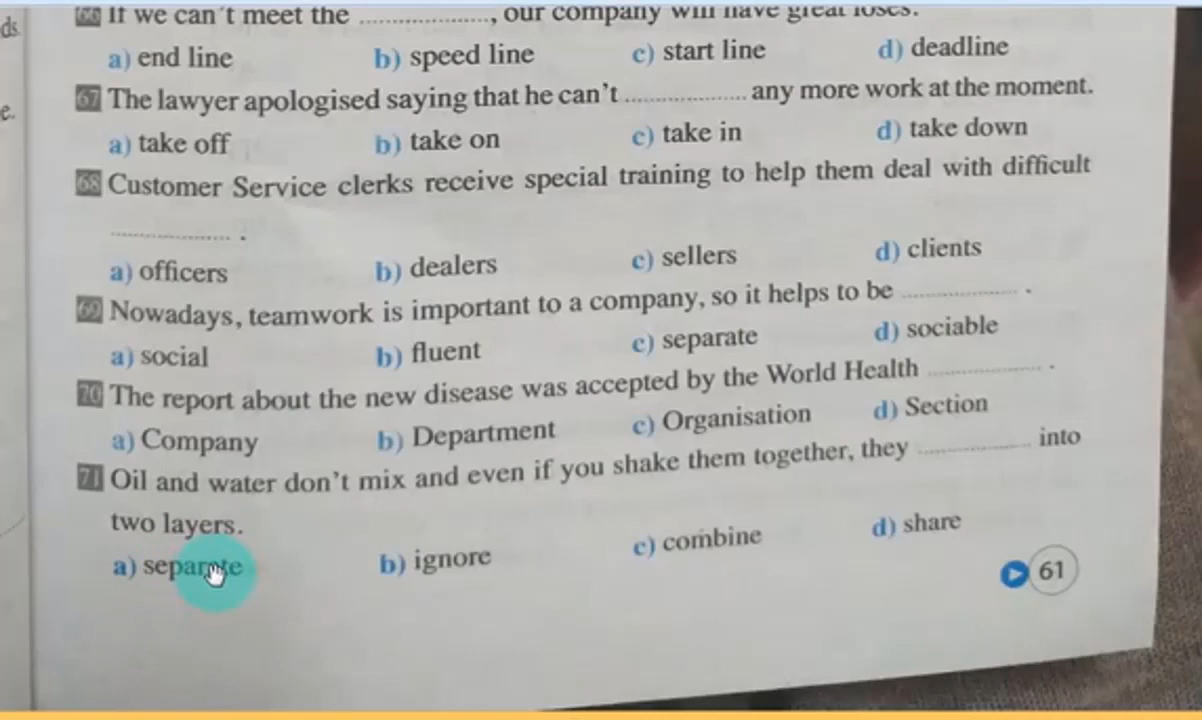 ds.
e.
66 If we can't meet the ...................., our company will have great loses.
a) end line b) speed line c) start line d) deadline
67 The lawyer apologised saying that he can't .................... any more work at the moment.
a) take off b) take on c) take in d) take down
68 Customer Service clerks receive special training to help them deal with difficult
.................... .
a) officers b) dealers c) sellers d) clients
69 Nowadays, teamwork is important to a company, so it helps to be .................... .
a) social b) fluent c) separate d) sociable
70 The report about the new disease was accepted by the World Health .................... .
a) Company b) Department c) Organisation d) Section
71 Oil and water don't mix and even if you shake them together, they .................... into
two layers.
a) separate b) ignore c) combine d) share
61